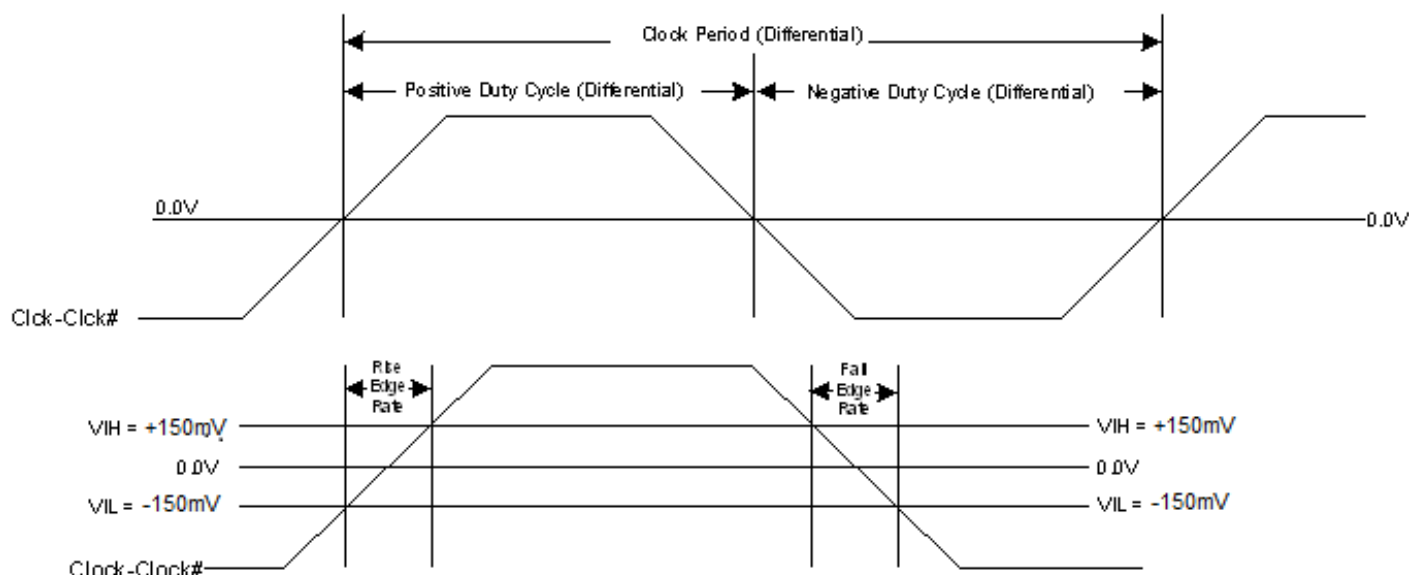 Clock Period (Differential)
Positive Duty Cycle (Differential)
Negative Duty Cycle (Differential)
0.0V
0.0V
Clck-Clck#
Rise
Edge
Rate
Fall
Edge
Rate
VIH = +150mV
VIH = +150mV
0.0V
0.0V
VIL = -150mV
VIL = -150mV
Clock-Clock#